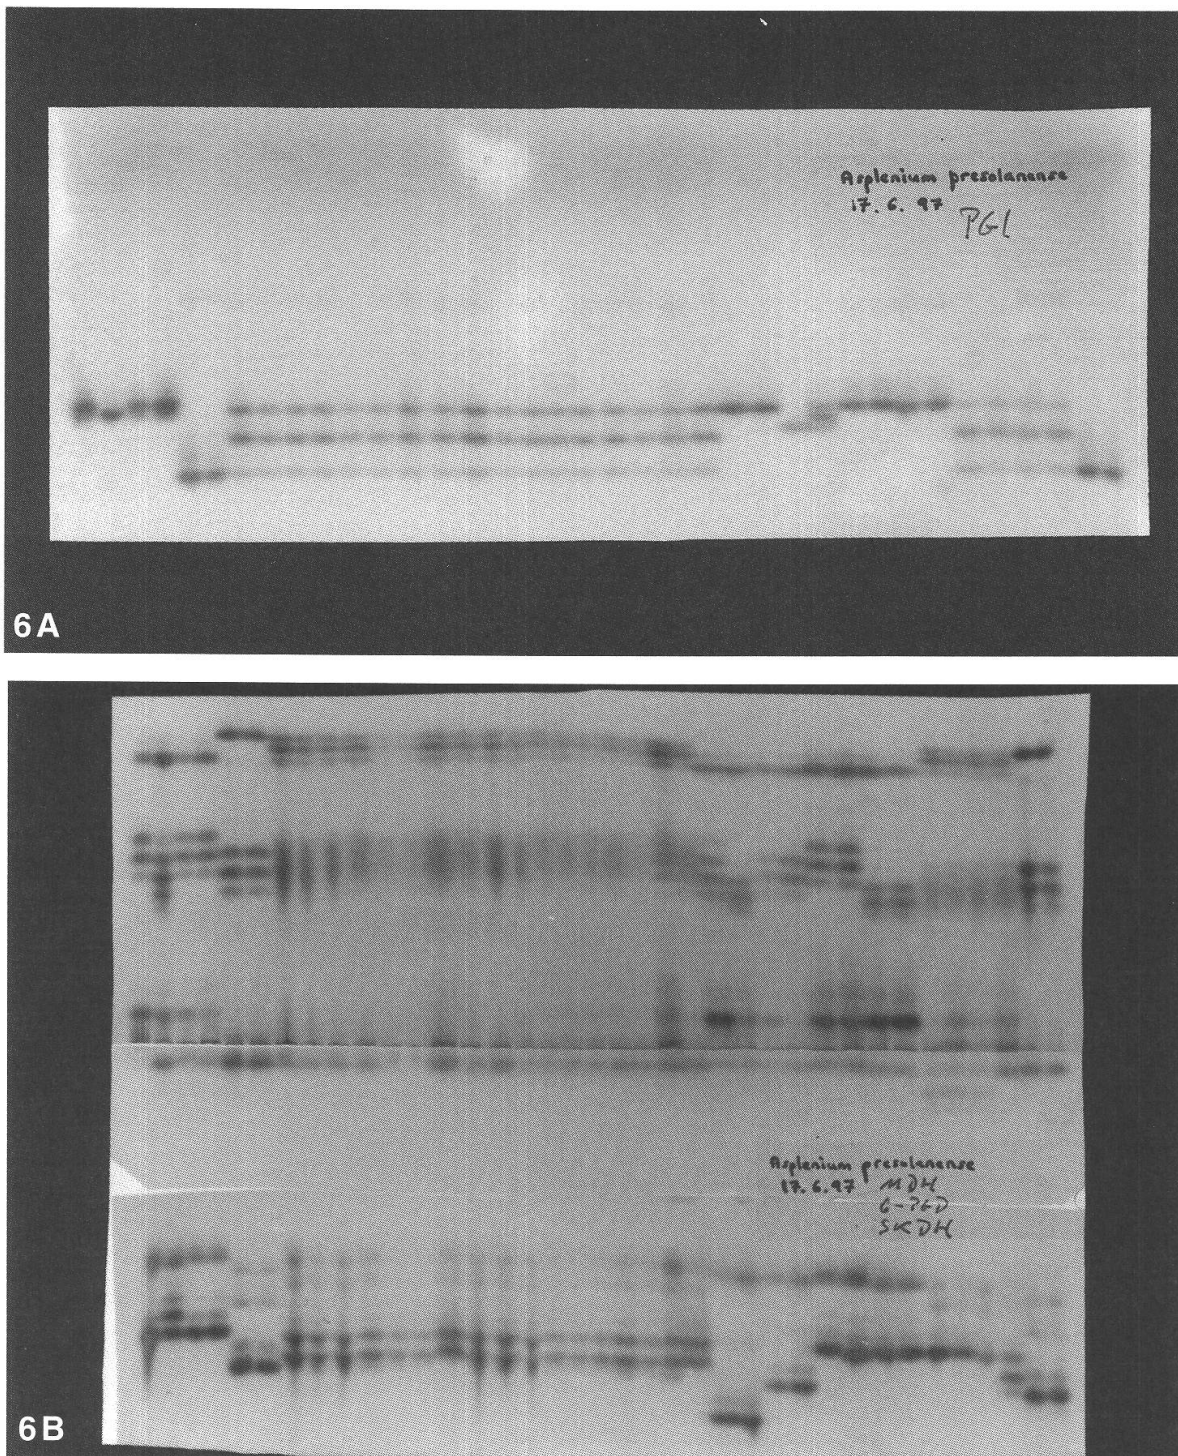 Asplenium presolanense
17. 6. 97 PGI
6A
Asplenium presolanense
17.6.97 MDH
6-PGD
SKDH
6B